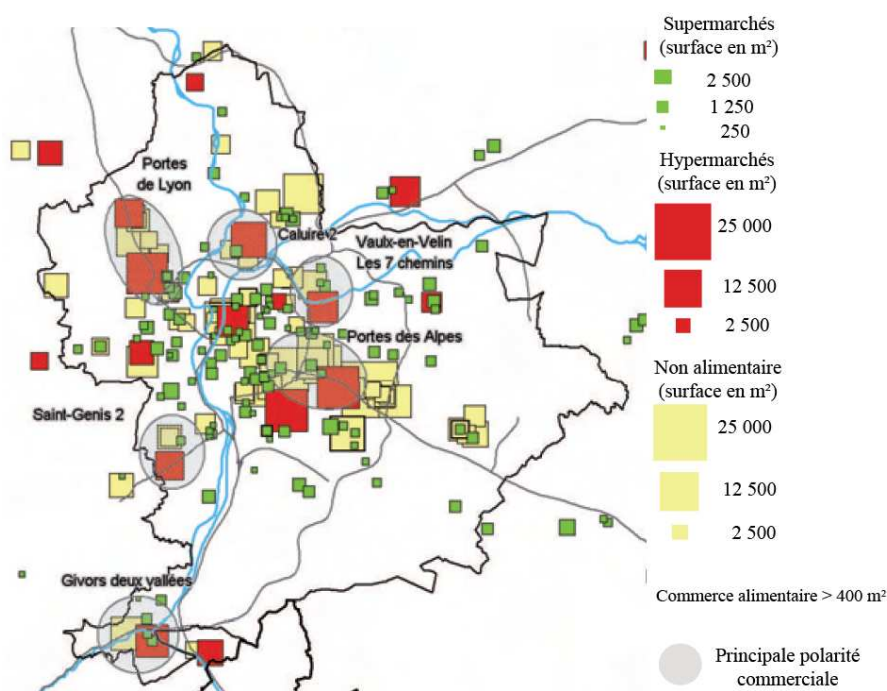 Portes
de Lyon
Caluire 2
Vaulx-en-Velin
Les 7 chemins
Portes des Alpes
Saint-Genis 2
Givors deux vallées
Supermarchés
(surface en m²)
2 500
1 250
250
Hypermarchés
(surface en m²)
25 000
12 500
2 500
Non alimentaire
(surface en m²)
25 000
12 500
2 500
Commerce alimentaire > 400 m²
Principale polarité
commerciale